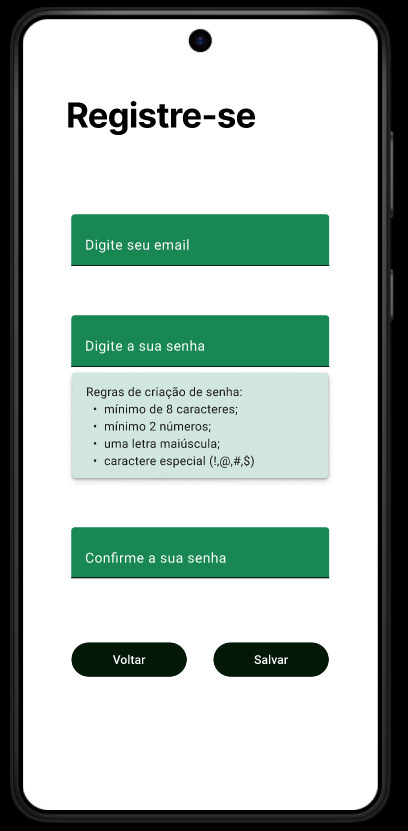 Registre-se
Digite seu email
Digite a sua senha
Regras de criação de senha:
• mínimo de 8 caracteres;
• mínimo 2 números;
• uma letra maiúscula;
• caractere especial (!,@,#,$)
Confirme a sua senha
Voltar
Salvar